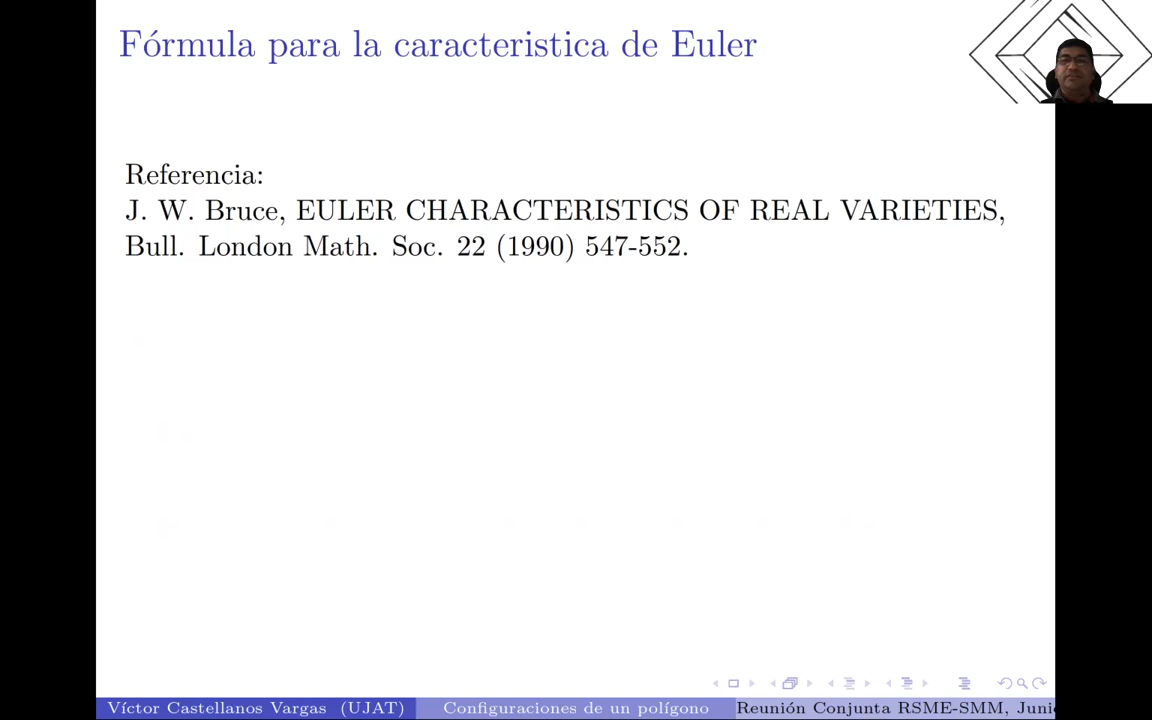 Fórmula para la caracteristica de Euler
Referencia:
J. W. Bruce, EULER CHARACTERISTICS OF REAL VARIETIES,
Bull. London Math. Soc. 22 (1990) 547-552.
Víctor Castellanos Vargas (UJAT) Configuraciones de un polígono Reunión Conjunta RSME-SMM, Juni